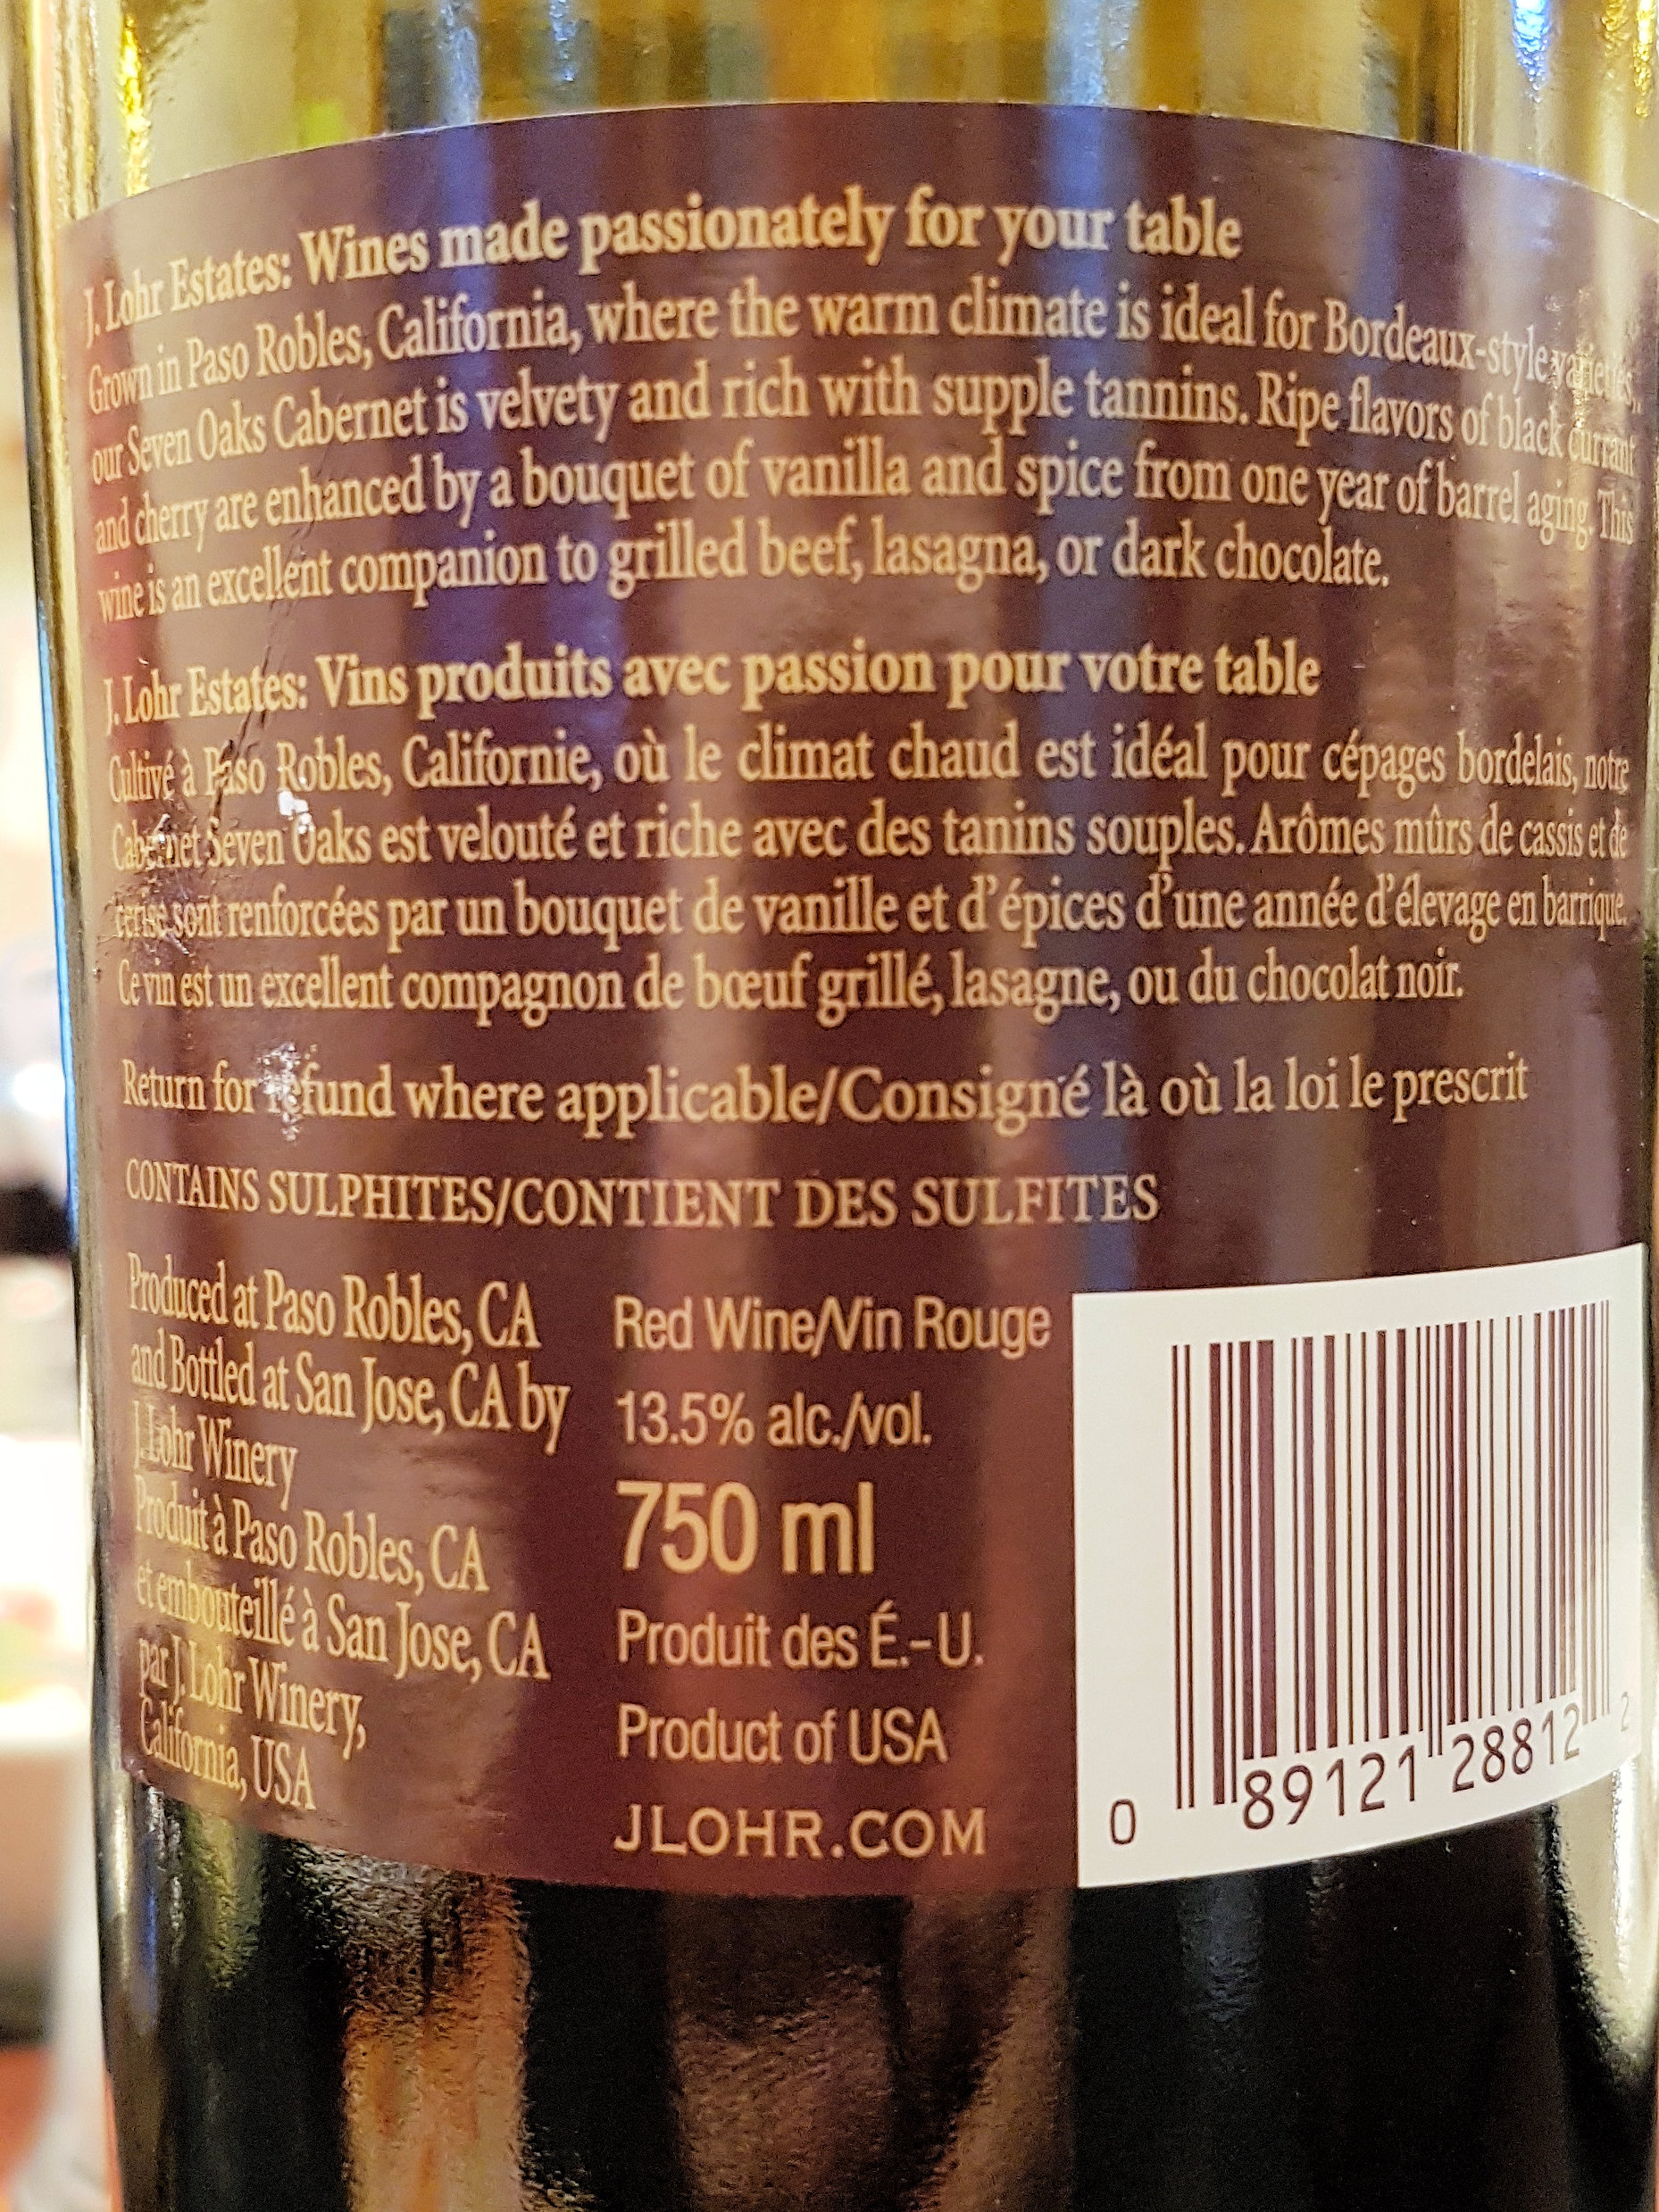 J. Lohr Estates: Wines made passionately for your table
Grown in Paso Robles, California, where the warm climate is ideal for Bordeaux-style varieties,
our Seven Oaks Cabernet is velvety and rich with supple tannins. Ripe flavors of black currant
and cherry are enhanced by a bouquet of vanilla and spice from one year of barrel aging. This
wine is an excellent companion to grilled beef, lasagna, or dark chocolate.
J. Lohr Estates: Vins produits avec passion pour votre table
Cultivé à Paso Robles, Californie, où le climat chaud est idéal pour cépages bordelais, notre
Cabernet Seven Oaks est velouté et riche avec des tanins souples. Arômes mûrs de cassis et de
cerise sont renforcées par un bouquet de vanille et d'épices d'une année d'élevage en barrique.
Ce vin est un excellent compagnon de bœuf grillé, lasagne, ou du chocolat noir.
Return for refund where applicable/Consigné là où la loi le prescrit
CONTAINS SULPHITES/CONTIENT DES SULFITES
Produced at Paso Robles, CA
and Bottled at San Jose, CA by
J. Lohr Winery
Produit à Paso Robles, CA
et embouteillé à San Jose, CA
par J. Lohr Winery,
California, USA
Red Wine/Vin Rouge
13.5% alc./vol.
750 ml
Produit des É.-U.
Product of USA
JLOHR.COM
0 89121 28812 2